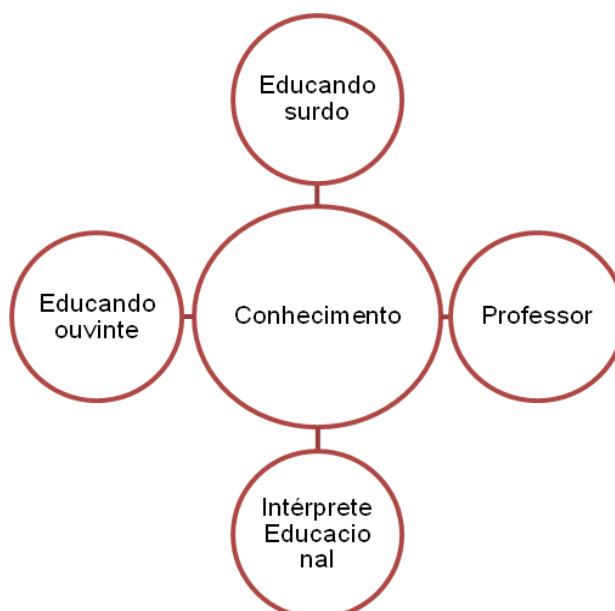 Educando
surdo
Educando
ouvinte
Conhecimento
Professor
Intérprete
Educacio
nal